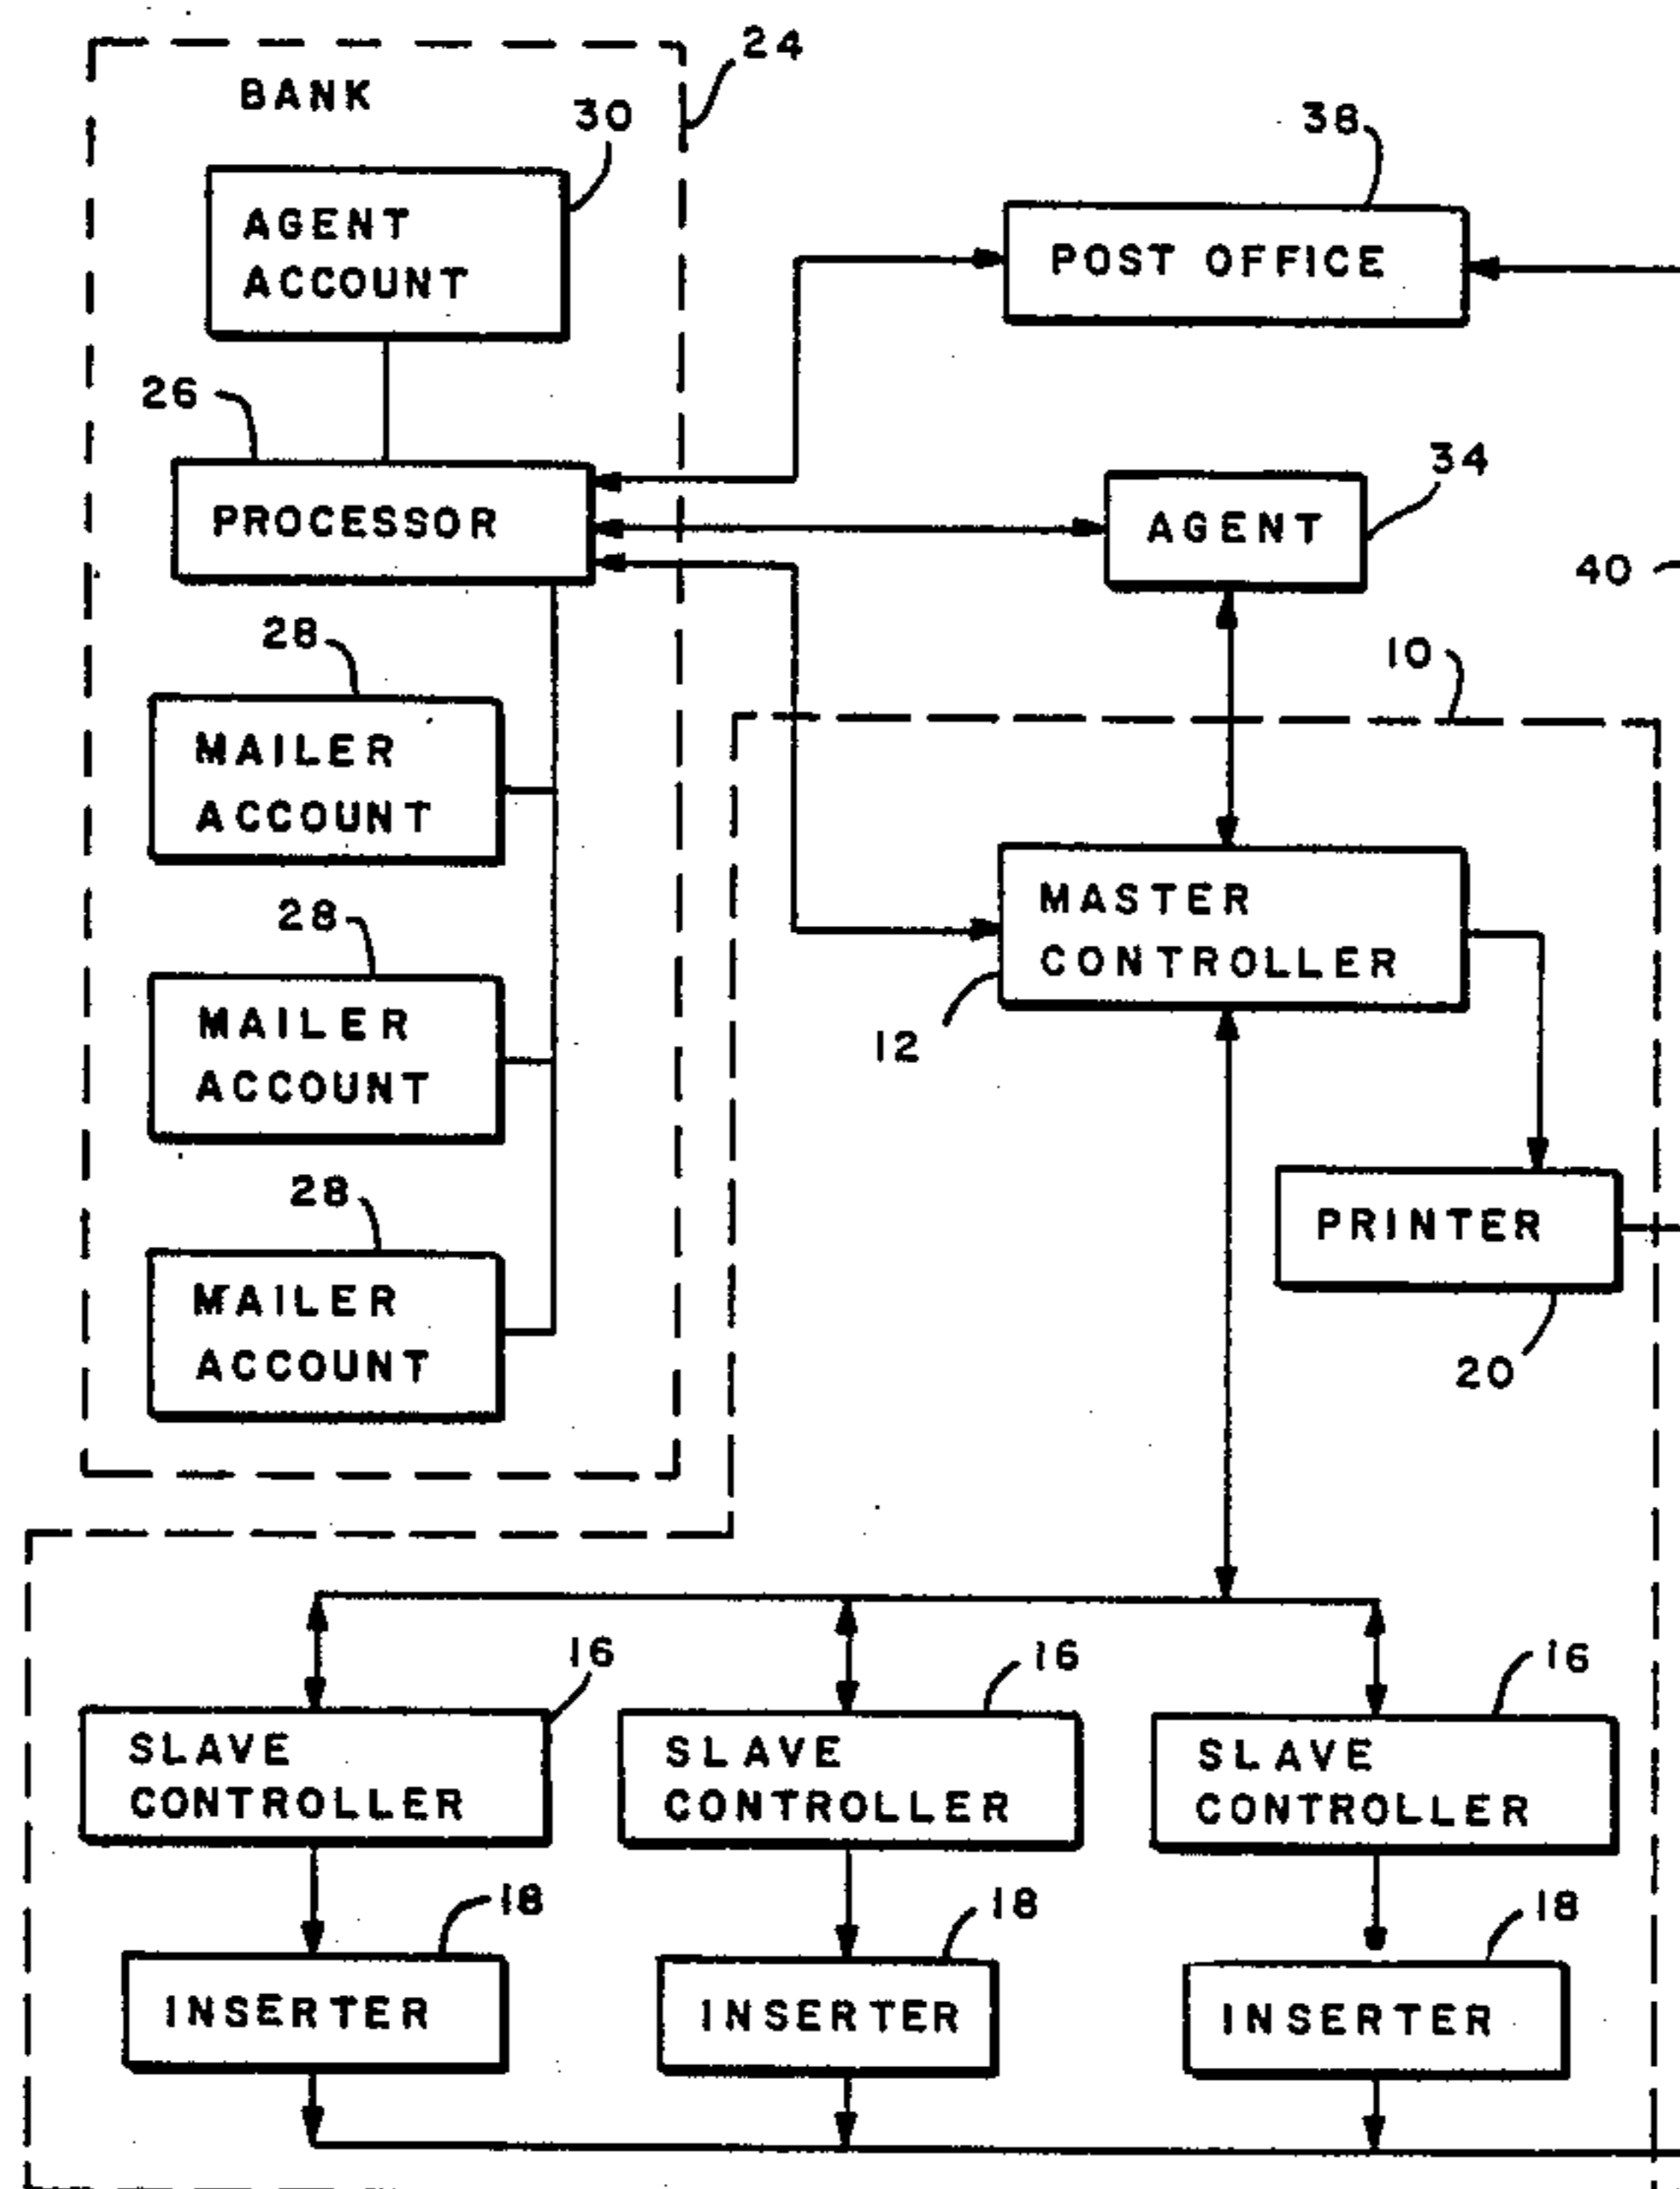 24
BANK
30
38
AGENT
ACCOUNT
POST OFFICE
26
34
PROCESSOR
AGENT
40
28
10
MAILER
ACCOUNT
28
MASTER
CONTROLLER
MAILER
ACCOUNT
12
28
PRINTER
MAILER
ACCOUNT
20
16
16
16
SLAVE
CONTROLLER
SLAVE
CONTROLLER
SLAVE
CONTROLLER
18
18
18
INSERTER
INSERTER
INSERTER